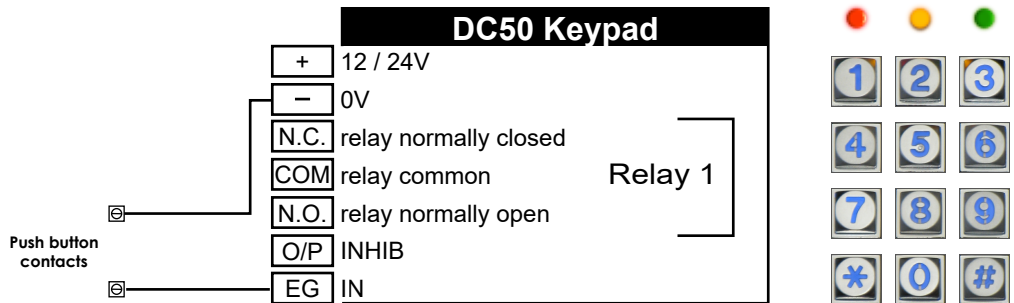 DC50 Keypad
+ 12 / 24V
− 0V
N.C. relay normally closed
COM relay common
N.O. relay normally open
Relay 1
O/P INHIB
EG IN
Push button
contacts
1 2 3
4 5 6
7 8 9
* 0 #